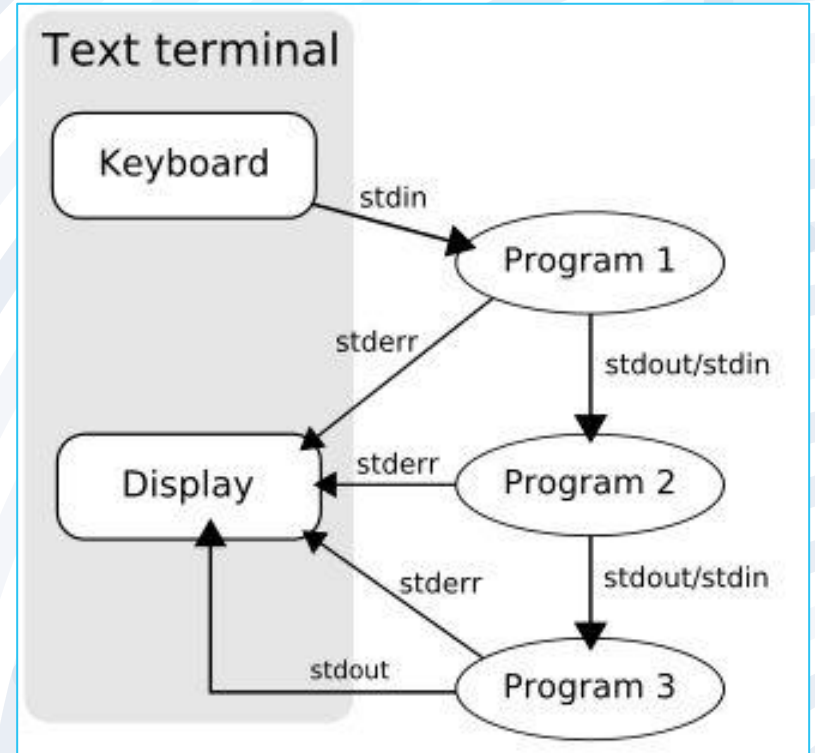 Text terminal
Keyboard
stdin
Program 1
stderr
stdout/stdin
Display
stderr
Program 2
stderr
stdout/stdin
stdout
Program 3